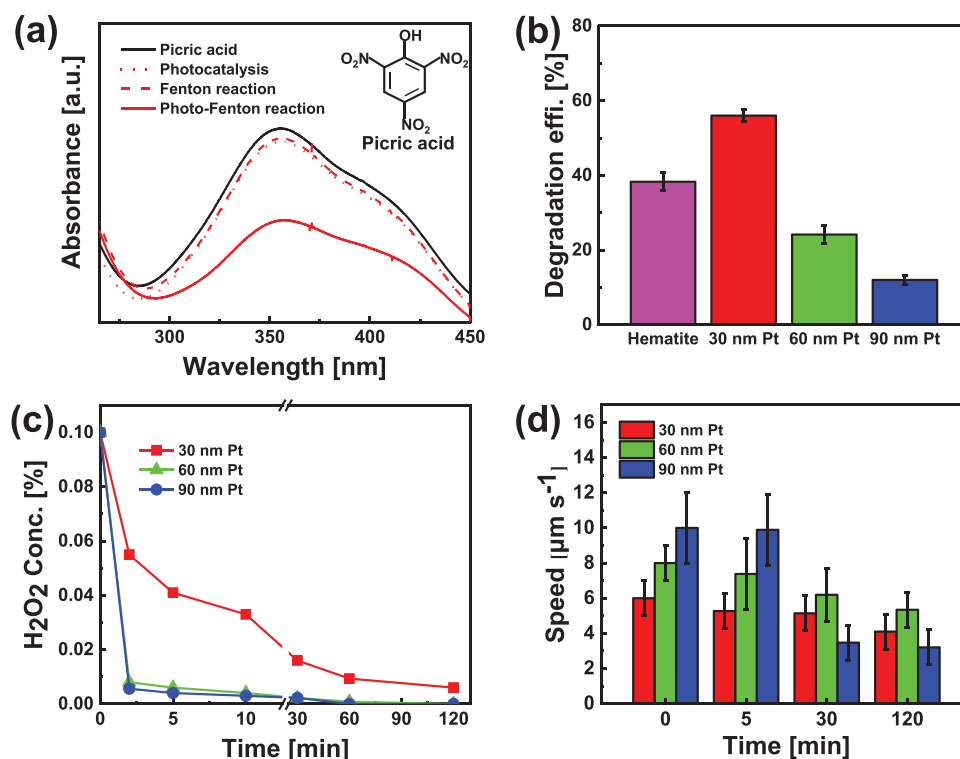 (a)
Picric acid
Photocatalysis
Fenton reaction
Photo-Fenton reaction
OH
O₂N
NO₂
NO₂
Picric acid
Absorbance [a.u.]
300
350
400
450
Wavelength [nm]
(b)
Degradation effi. [%]
80
60
40
20
0
Hematite
30 nm Pt
60 nm Pt
90 nm Pt
(c)
H2O2 Conc. [%]
0.10
0.08
0.06
0.04
0.02
0.00
30 nm Pt
60 nm Pt
90 nm Pt
0
5
10
30
60
90
120
Time [min]
(d)
Speed [µm s⁻¹]
16
14
12
10
8
6
4
2
0
30 nm Pt
60 nm Pt
90 nm Pt
0
5
30
120
Time [min]